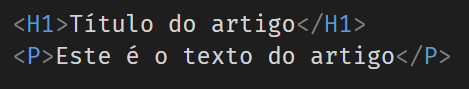 <H1>Título do artigo</H1>
<P>Este é o texto do artigo</P>